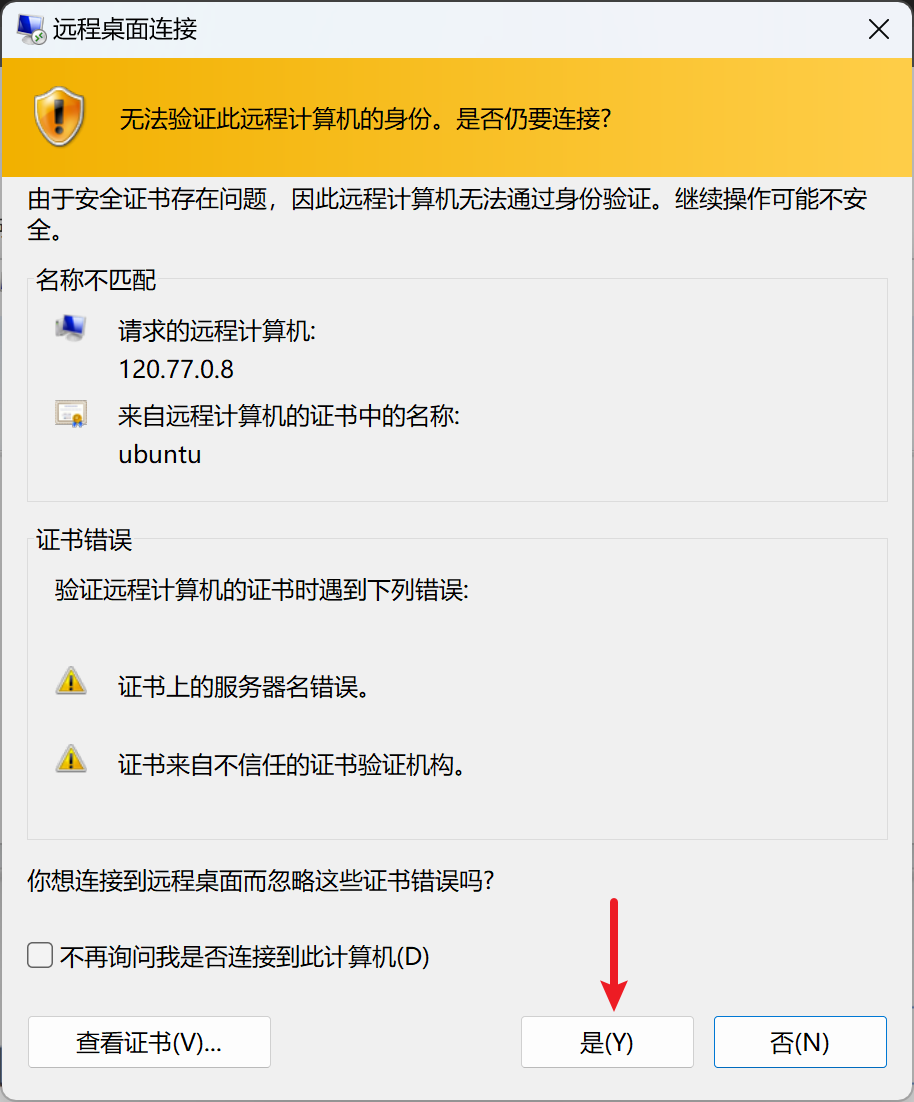 远程桌面连接
无法验证此远程计算机的身份。是否仍要连接?
由于安全证书存在问题，因此远程计算机无法通过身份验证。继续操作可能不安
全。
名称不匹配
请求的远程计算机:
120.77.0.8
来自远程计算机的证书中的名称:
ubuntu
证书错误
验证远程计算机的证书时遇到下列错误:
证书上的服务器名错误。
证书来自不信任的证书验证机构。
你想连接到远程桌面而忽略这些证书错误吗?
不再询问我是否连接到此计算机(D)
查看证书(V)...
是(Y)
否(N)